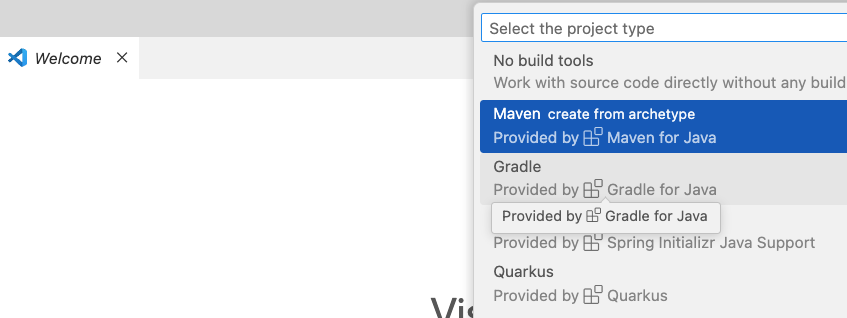 Select the project type
Welcome
No build tools
Work with source code directly without any build
Maven create from archetype
Provided by Maven for Java
Gradle
Provided by Gradle for Java
Provided by Gradle for Java
Provided by Spring Initializr Java Support
Quarkus
Provided by Quarkus